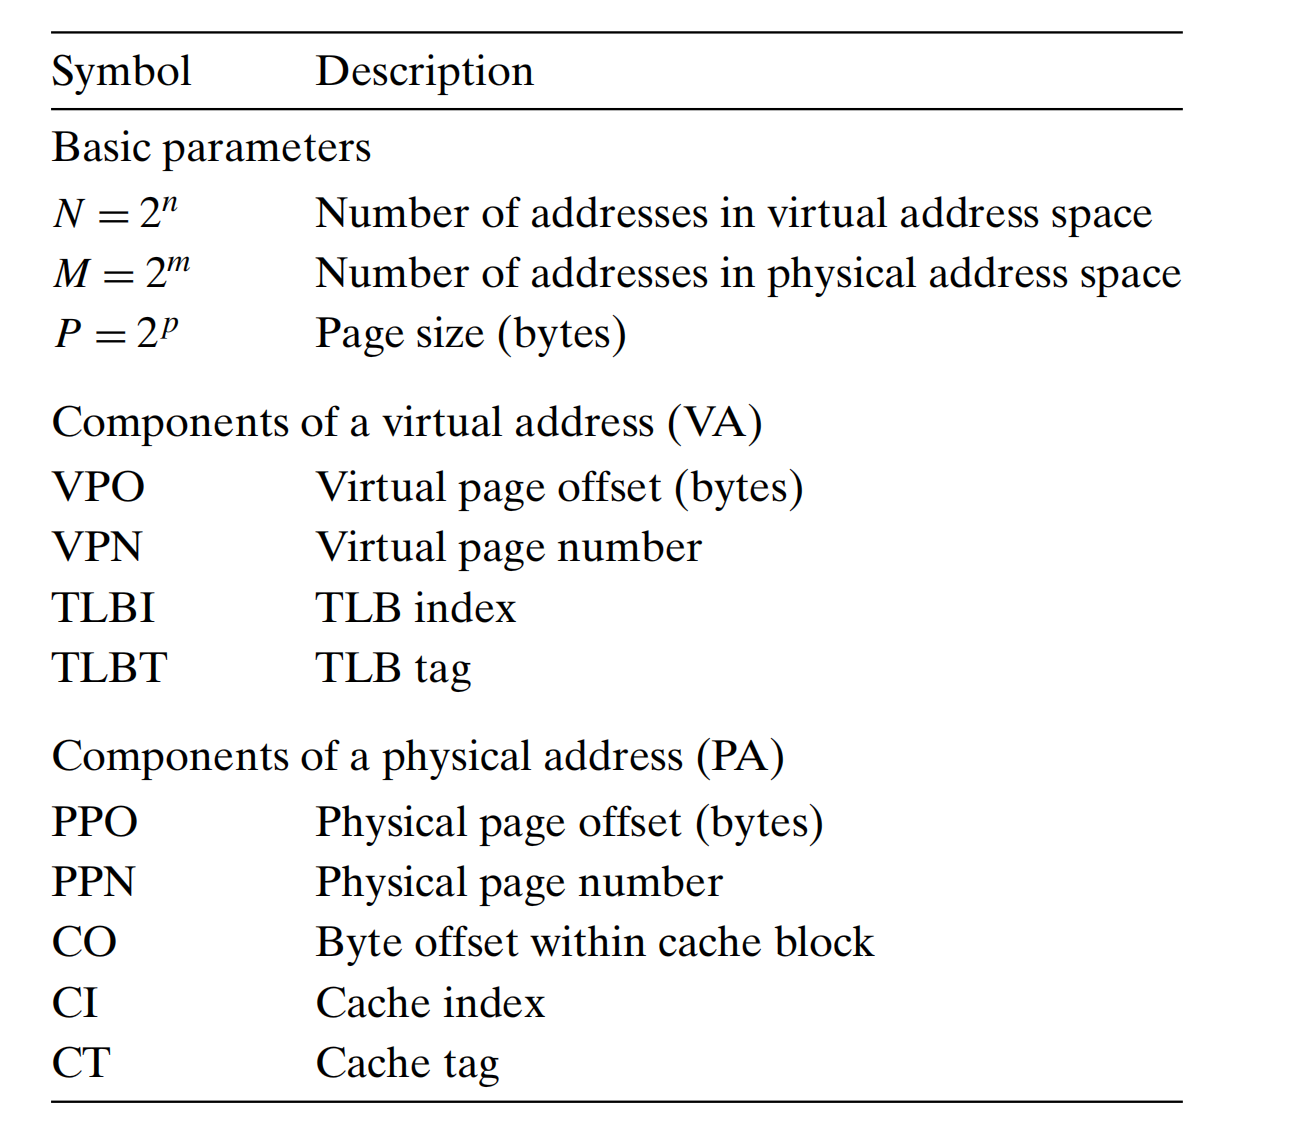 Symbol Description
Basic parameters
N = 2ⁿ Number of addresses in virtual address space
M = 2ᵐ Number of addresses in physical address space
P = 2ᵖ Page size (bytes)
Components of a virtual address (VA)
VPO Virtual page offset (bytes)
VPN Virtual page number
TLBI TLB index
TLBT TLB tag
Components of a physical address (PA)
PPO Physical page offset (bytes)
PPN Physical page number
CO Byte offset within cache block
CI Cache index
CT Cache tag